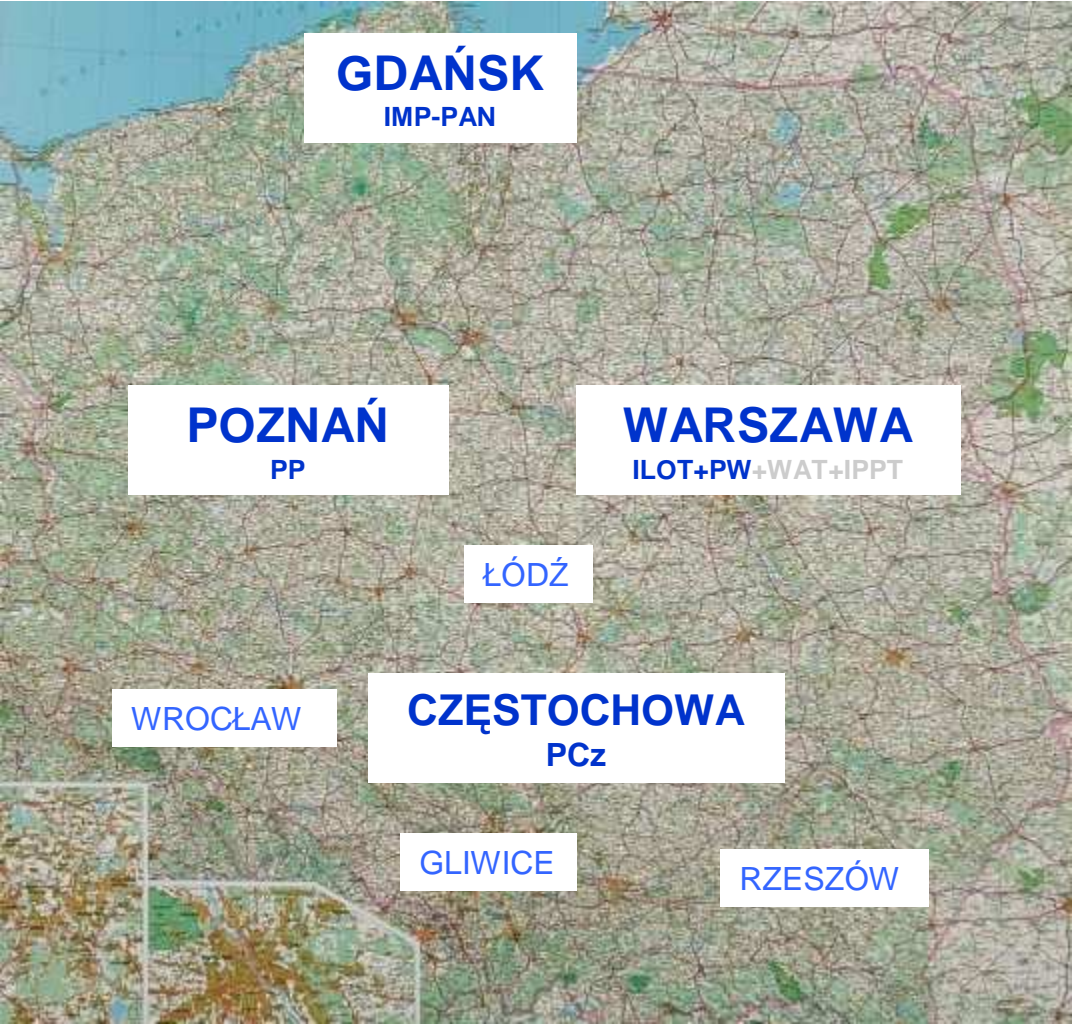 GDAŃSK
IMP-PAN
POZNAŃ
PP
WARSZAWA
ILOT+PW+WAT+IPPT
ŁÓDŹ
WROCŁAW
CZĘSTOCHOWA
PCz
GLIWICE
RZESZÓW